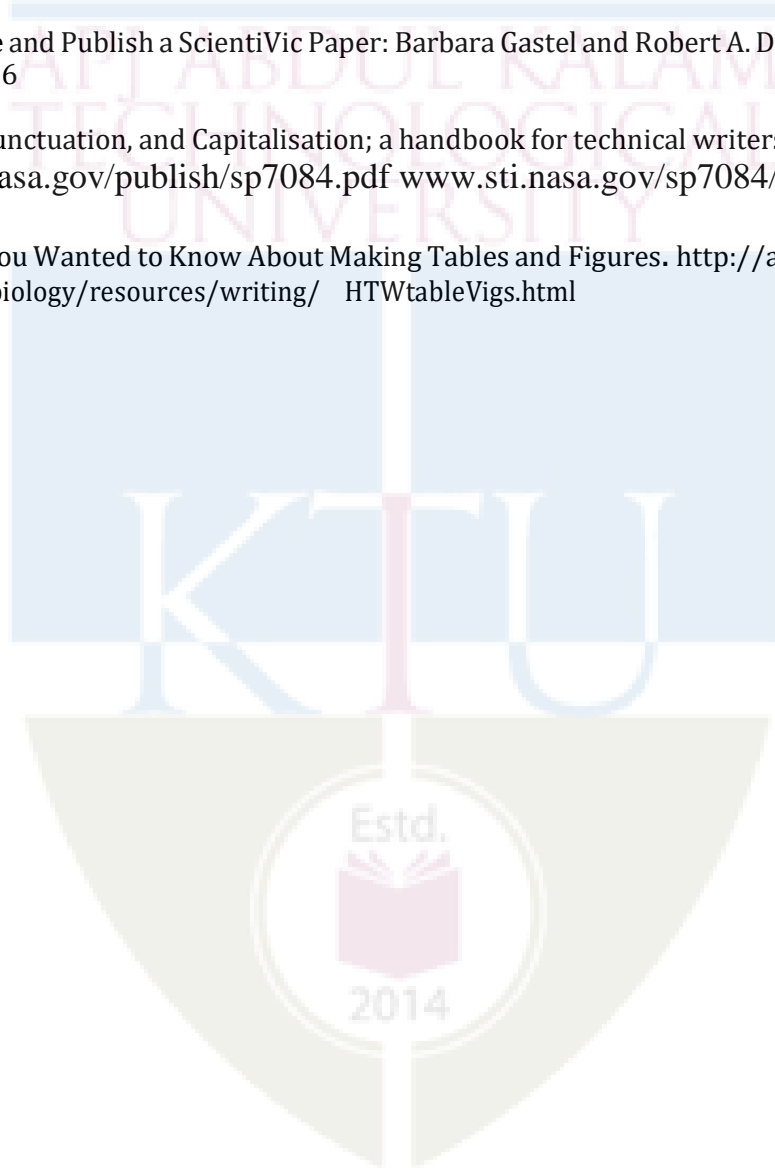 e and Publish a ScientiVic Paper: Barbara Gastel and Robert A. D
6
APJ ABDUL KALAM
TECHNOLOGICAL
unctuation, and Capitalisation; a handbook for technical writers
asa.gov/publish/sp7084.pdf www.sti.nasa.gov/sp7084/
UNIVERSITY
ou Wanted to Know About Making Tables and Figures. http://a
iology/resources/writing/ HTWtableVigs.html
KTU
Estd.
2014